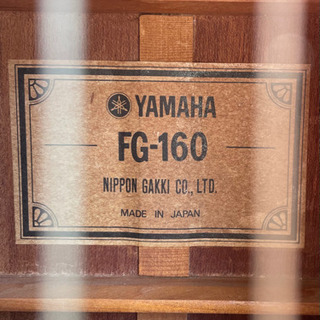 YAMAHA
FG-160
NIPPON GAKKI CO., LTD.
MADE IN JAPAN